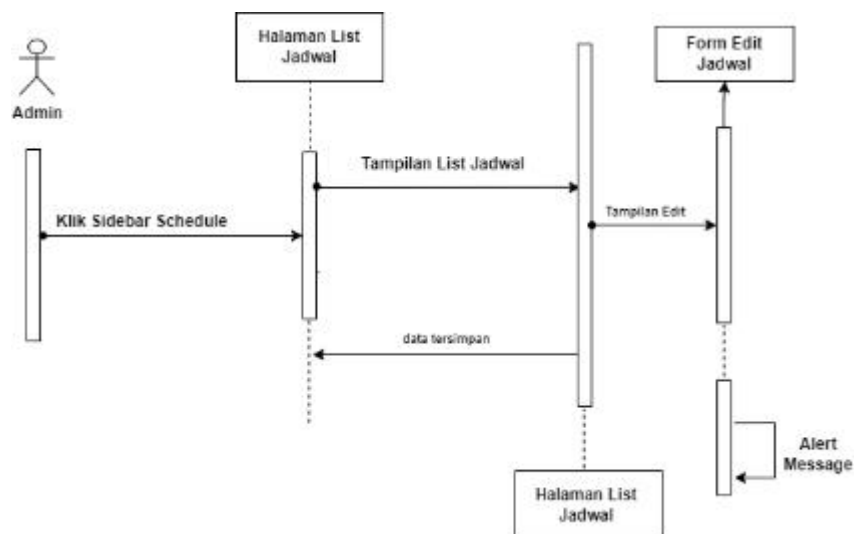 Halaman List
Jadwal
Form Edit
Jadwal
Admin
Tampilan List Jadwal
Klik Sidebar Schedule
Tampilan Edit
data tersimpan
Alert
Message
Halaman List
Jadwal